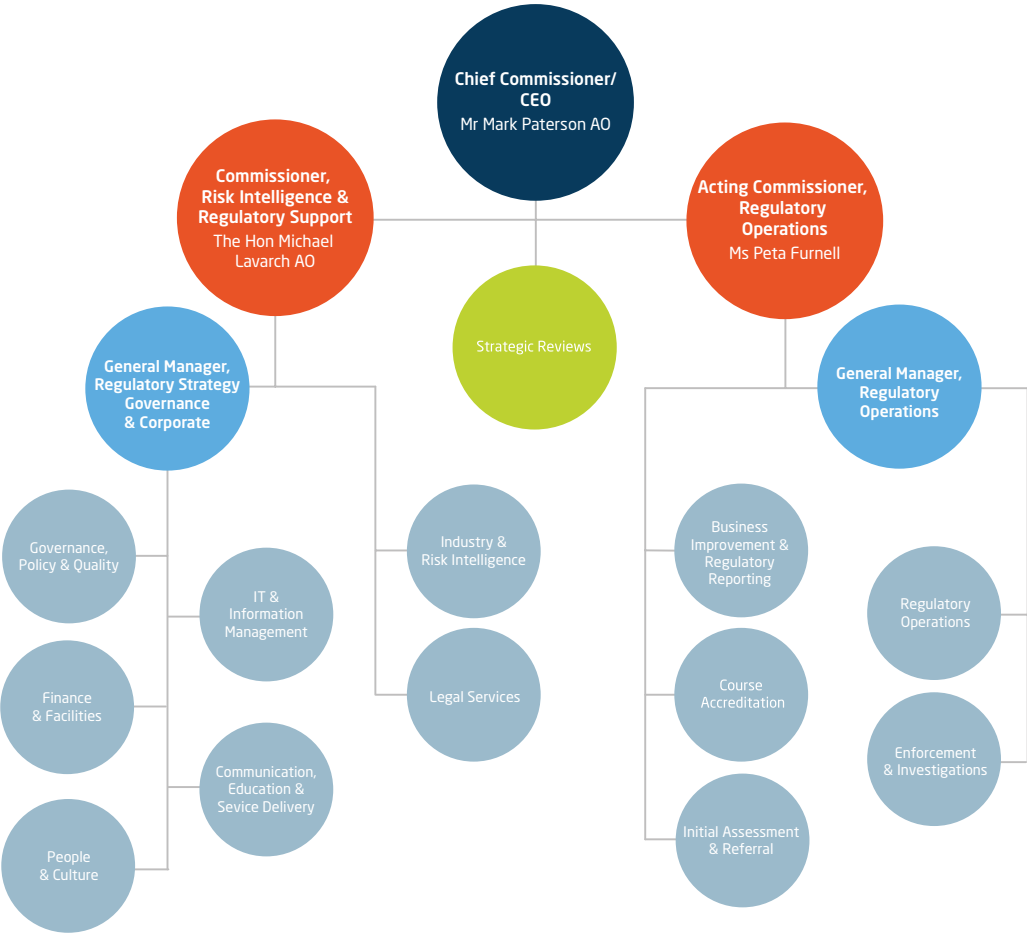 Chief Commissioner/
CEO
Mr Mark Paterson AO
Commissioner,
Risk Intelligence &
Regulatory Support
The Hon Michael
Lavarch AO
Acting Commissioner,
Regulatory
Operations
Ms Peta Furnell
Strategic Reviews
General Manager,
Regulatory Strategy
Governance
& Corporate
General Manager,
Regulatory
Operations
Governance,
Policy & Quality
IT &
Information
Management
Finance
& Facilities
Communication,
Education &
Sevice Delivery
People
& Culture
Industry &
Risk Intelligence
Legal Services
Business
Improvement &
Regulatory
Reporting
Course
Accreditation
Initial Assessment
& Referral
Regulatory
Operations
Enforcement
& Investigations